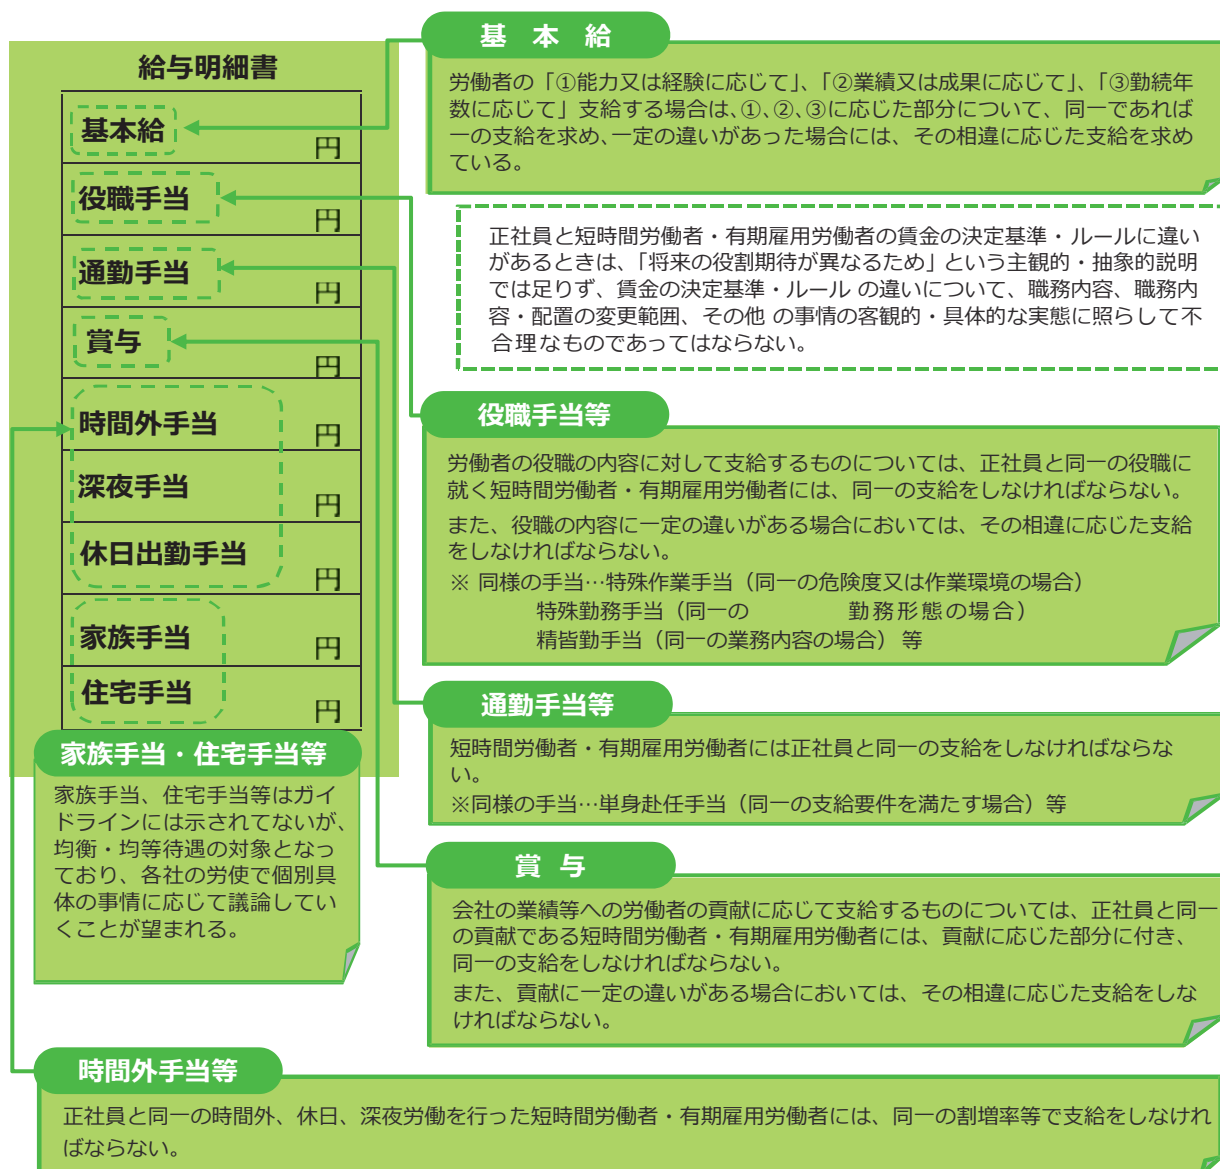 給与明細書
基本給
円
役職手当
円
通勤手当
円
賞与
円
時間外手当
円
深夜手当
円
休日出勤手当
円
家族手当
円
住宅手当
円
基 本 給
労働者の「①能力又は経験に応じて」、「②業績又は成果に応じて」、「③勤続年
数に応じて」支給する場合は、①、②、③に応じた部分について、同一であれば同
一の支給を求め、一定の違いがあった場合には、その相違に応じた支給を求め
ている。
正社員と短時間労働者・有期雇用労働者の賃金の決定基準・ルールに違い
があるときは、「将来の役割期待が異なるため」という主観的・抽象的説明
では足りず、賃金の決定基準・ルール の違いについて、職務内容、職務内
容・配置の変更範囲、その他 の事情の客観的・具体的な実態に照らして不
合理なものであってはならない。
役職手当等
労働者の役職の内容に対して支給するものについては、正社員と同一の役職に
就く短時間労働者・有期雇用労働者には、同一の支給をしなければならない。
また、役職の内容に一定の違いがある場合においては、その相違に応じた支給
をしなければならない。
※ 同様の手当…特殊作業手当（同一の危険度又は作業環境の場合）
特殊勤務手当（同一の 勤務形態の場合）
精皆勤手当（同一の業務内容の場合） 等
通勤手当等
短時間労働者・有期雇用労働者には正社員と同一の支給をしなければならな
い。
※同様の手当…単身赴任手当（同一の支給要件を満たす場合）等
家族手当・住宅手当等
家族手当、住宅手当等はガイ
ドラインには示されてないが、
均衡・均等待遇の対象となっ
ており、各社の労使で個別具
体の事情に応じて議論してい
くことが望まれる。
賞 与
会社の業績等への労働者の貢献に応じて支給するものについては、正社員と同一
の貢献である短時間労働者・有期雇用労働者には、貢献に応じた部分に付き、
同一の支給をしなければならない。
また、貢献に一定の違いがある場合においては、その相違に応じた支給をしな
ければならない。
時間外手当等
正社員と同一の時間外、休日、深夜労働を行った短時間労働者・有期雇用労働者には、同一の割増率等で支給をしなけれ
ばならない。